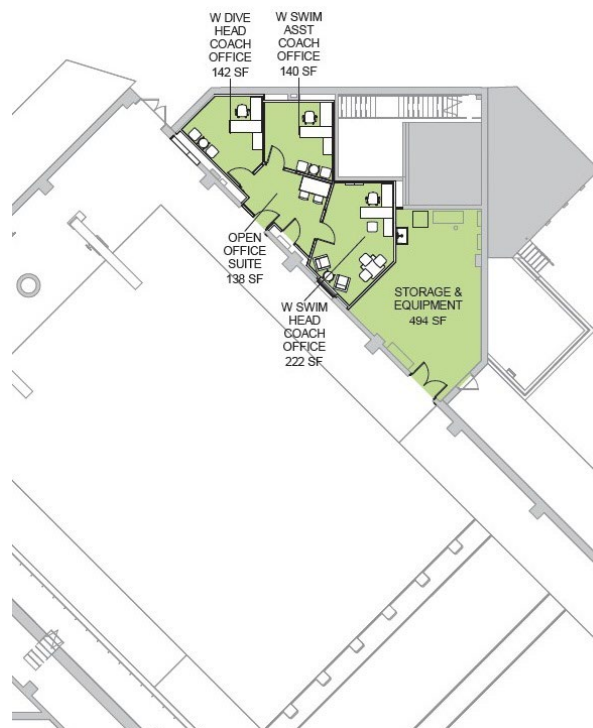 W DIVE
HEAD
COACH
OFFICE
142 SF
W SWIM
ASST
COACH
OFFICE
140 SF
OPEN
OFFICE
SUITE
138 SF
W SWIM
HEAD
COACH
OFFICE
222 SF
STORAGE &
EQUIPMENT
494 SF